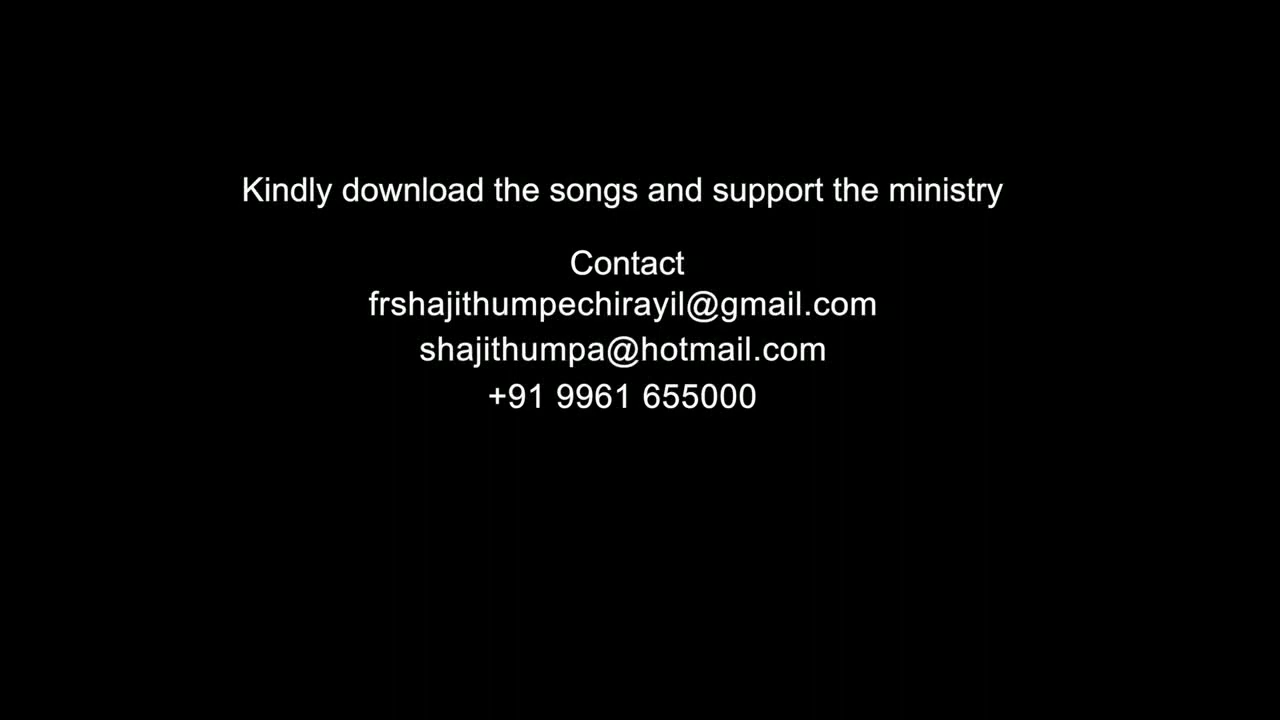 Kindly download the songs and support the ministry
Contact
frshajithumpechirayil@gmail.com
shajithumpa@hotmail.com
+91 9961 655000